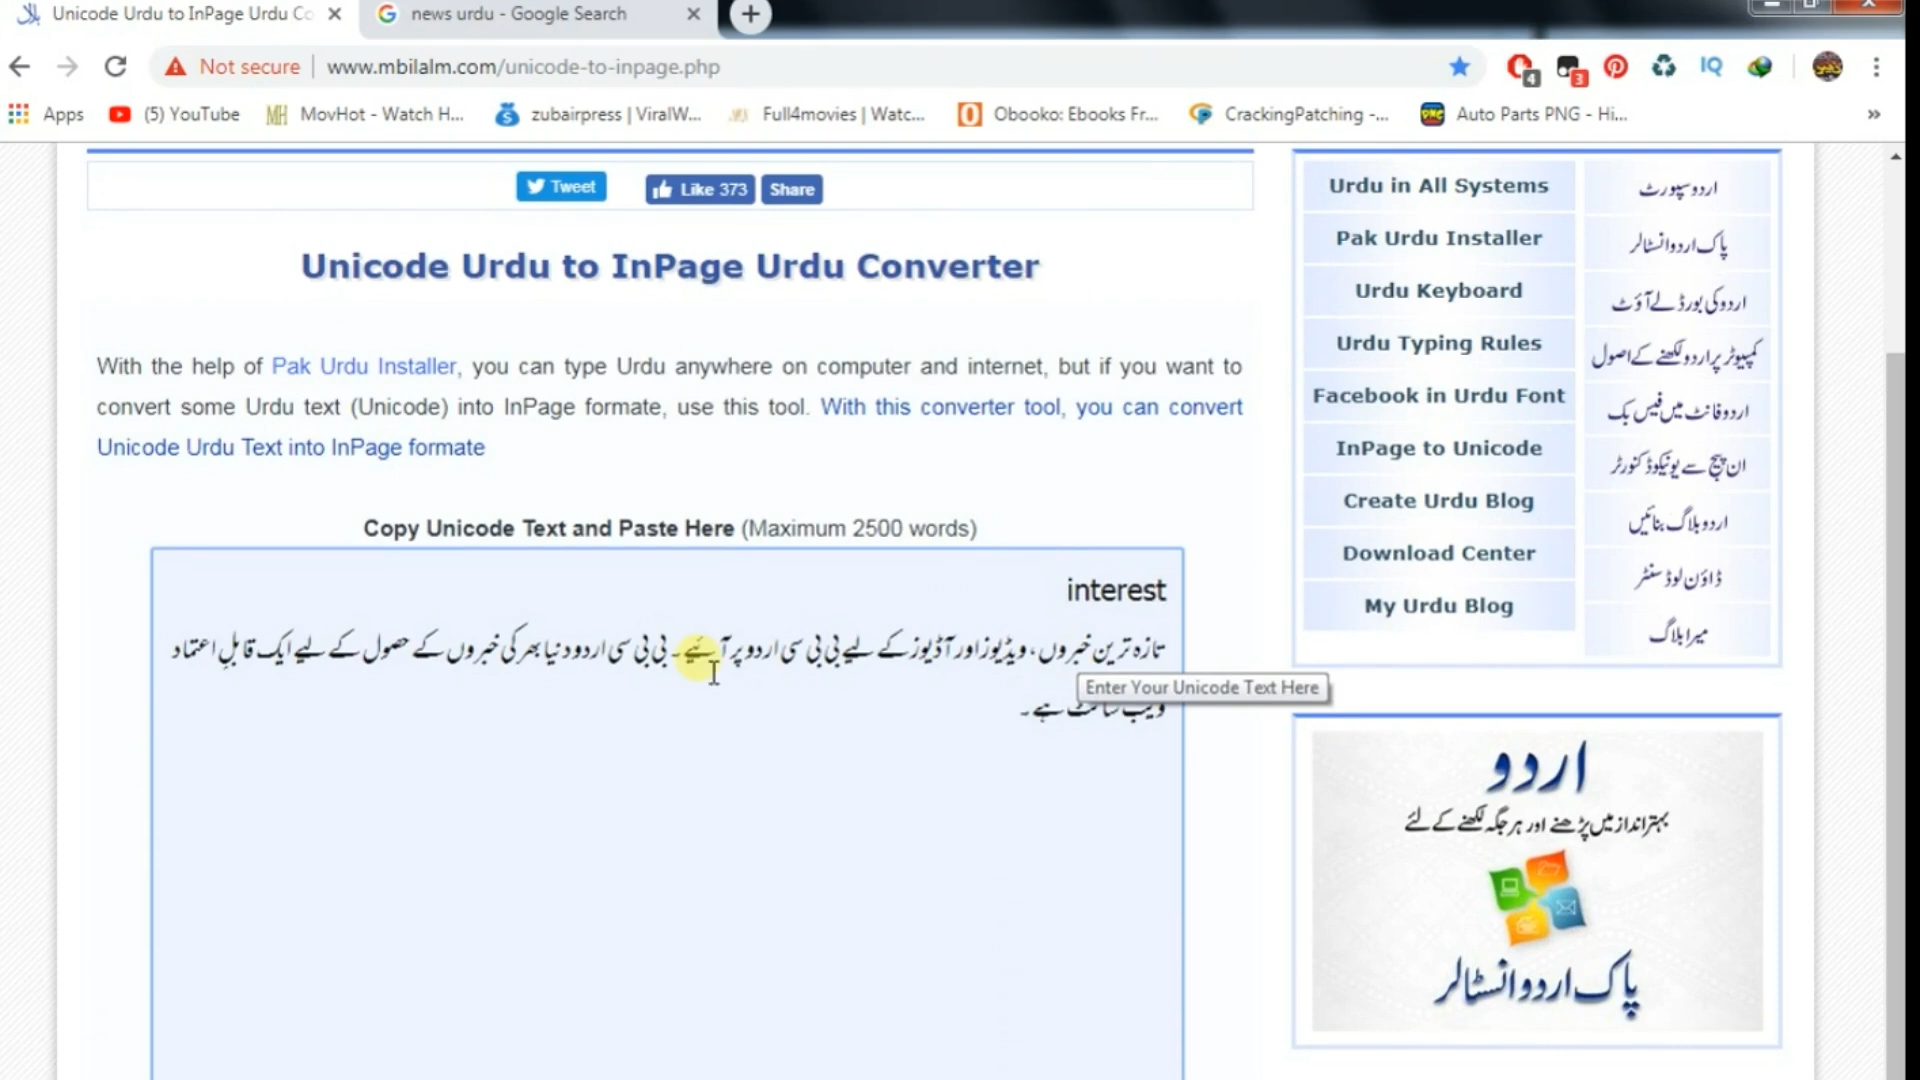 Unicode Urdu to InPage Urdu Co
news urdu - Google Search
Not secure
www.mbilalm.com/unicode-to-inpage.php
4
3
IQ
Apps
(5) YouTube
MH
MovHot - Watch H...
zubairpress | ViralW...
Full4movies | Watc...
Obooko: Ebooks Fr...
CrackingPatching -...
Auto Parts PNG - Hi...
Tweet
Like 373
Share
Unicode Urdu to InPage Urdu Converter
With the help of Pak Urdu Installer, you can type Urdu anywhere on computer and internet, but if you want to
convert some Urdu text (Unicode) into InPage formate, use this tool. With this converter tool, you can convert
Unicode Urdu Text into InPage formate
Copy Unicode Text and Paste Here (Maximum 2500 words)
interest
تازہ ترین خبروں، ویڈیوز اور آڈیوز کے لیے بی بی سی اردو پر آئیے۔ بی بی سی اردو دنیا بھر کی خبروں کے حصول کے لیے ایک قابلِ اعتماد
ویب سائٹ ہے۔
Enter Your Unicode Text Here
Urdu in All Systems
Pak Urdu Installer
Urdu Keyboard
Urdu Typing Rules
Facebook in Urdu Font
InPage to Unicode
Create Urdu Blog
Download Center
My Urdu Blog
اردو سپورٹ
پاک اردو انسٹالر
اردو کی بورڈ لے آؤٹ
کمپیوٹر پر اردو لکھنے کے اصول
اردو فانٹ میں فیس بک
ان پیج سے یونیکوڈ کنورٹر
اردو بلاگ بنائیں
ڈاؤن لوڈ سنٹر
میرا بلاگ
اردو
بہتر انداز میں پڑھنے اور ہر جگہ لکھنے کے لئے
پاک اردو انسٹالر